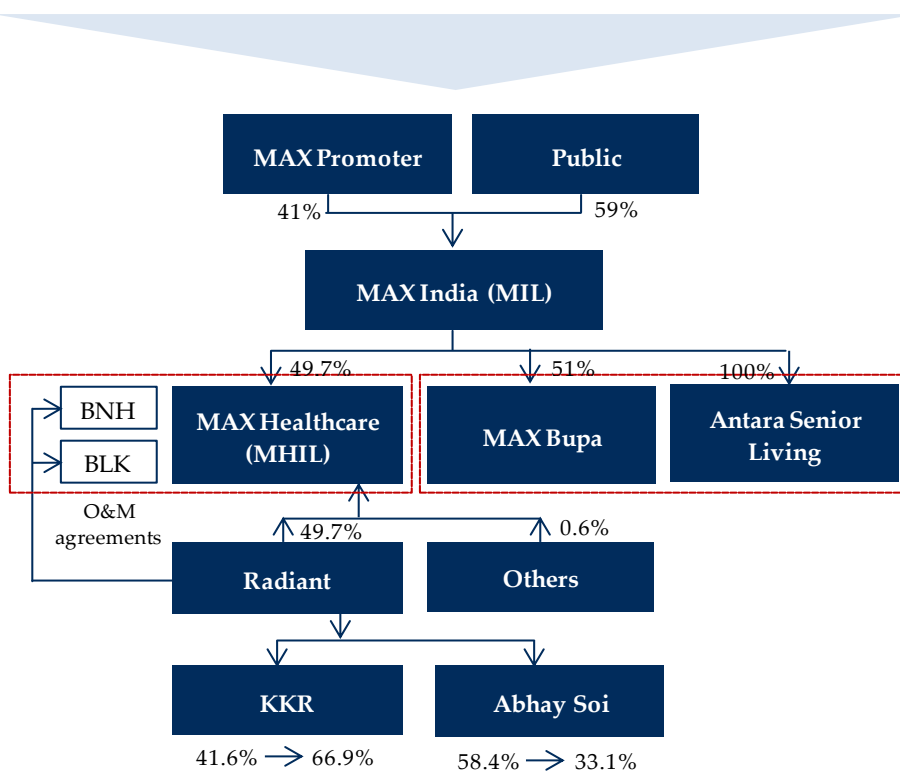 MAX Promoter
Public
41%
59%
MAX India (MIL)
49.7%
51%
100%
BNH
BLK
MAX Healthcare
(MHIL)
MAX Bupa
Antara Senior
Living
O&M
agreements
49.7%
0.6%
Radiant
Others
KKR
Abhay Soi
41.6% → 66.9%
58.4% → 33.1%